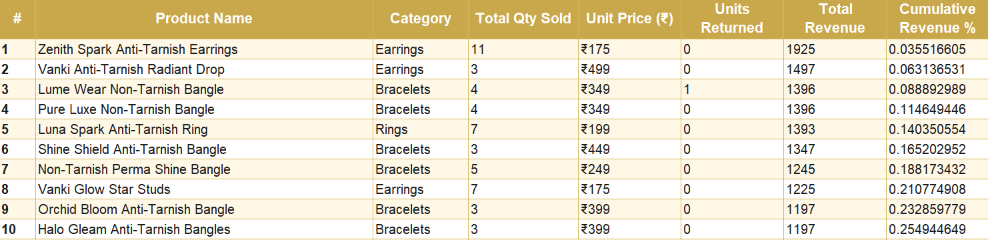 # Product Name Category Total Qty Sold Unit Price (₹) Units Returned Total Revenue Cumulative Revenue %
1 Zenith Spark Anti-Tarnish Earrings Earrings 11 ₹175 0 1925 0.035516605
2 Vanki Anti-Tarnish Radiant Drop Earrings 3 ₹499 0 1497 0.063136531
3 Lume Wear Non-Tarnish Bangle Bracelets 4 ₹349 1 1396 0.088892989
4 Pure Luxe Non-Tarnish Bangle Bracelets 4 ₹349 0 1396 0.114649446
5 Luna Spark Anti-Tarnish Ring Rings 7 ₹199 0 1393 0.140350554
6 Shine Shield Anti-Tarnish Bangle Bracelets 3 ₹449 0 1347 0.165202952
7 Non-Tarnish Perma Shine Bangle Bracelets 5 ₹249 0 1245 0.188173432
8 Vanki Glow Star Studs Earrings 7 ₹175 0 1225 0.210774908
9 Orchid Bloom Anti-Tarnish Bangle Bracelets 3 ₹399 0 1197 0.232859779
10 Halo Gleam Anti-Tarnish Bangles Bracelets 3 ₹399 0 1197 0.254944649